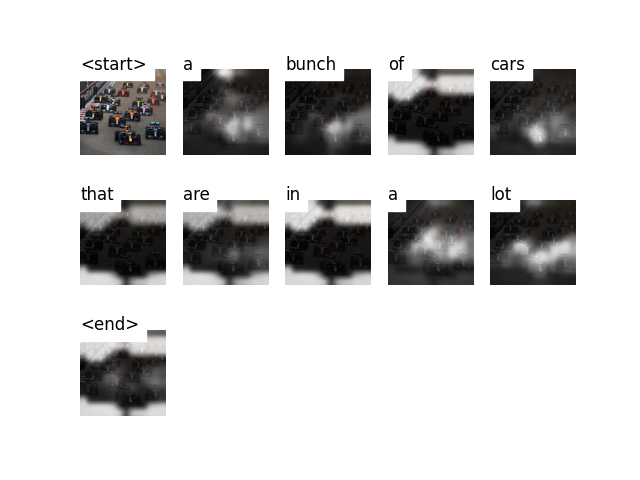 <start> a bunch of cars
that are in a lot
<end>